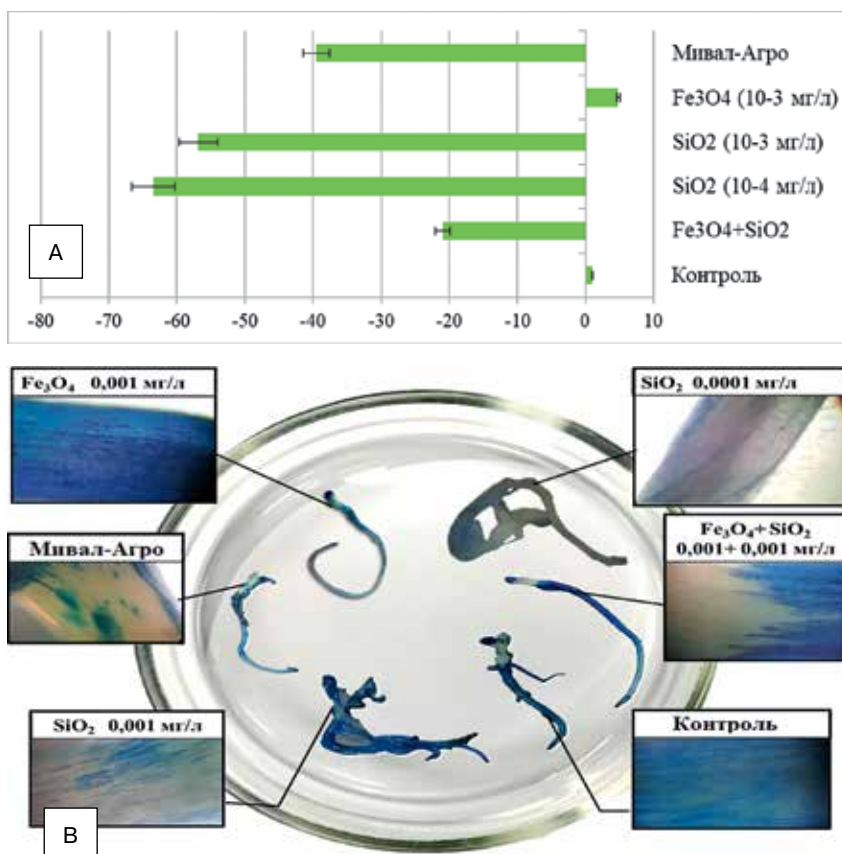 Мивал-Агро
Fe3O4 (10-3 мг/л)
SiO2 (10-3 мг/л)
SiO2 (10-4 мг/л)
Fe3O4+SiO2
Контроль
A
-80 -70 -60 -50 -40 -30 -20 -10 0 10
Fe₃O₄ 0,001 мг/л
SiO₂ 0,0001 мг/л
Мивал-Агро
Fe₃O₄+SiO₂
0,001+ 0,001 мг/л
SiO₂ 0,001 мг/л
Контроль
B